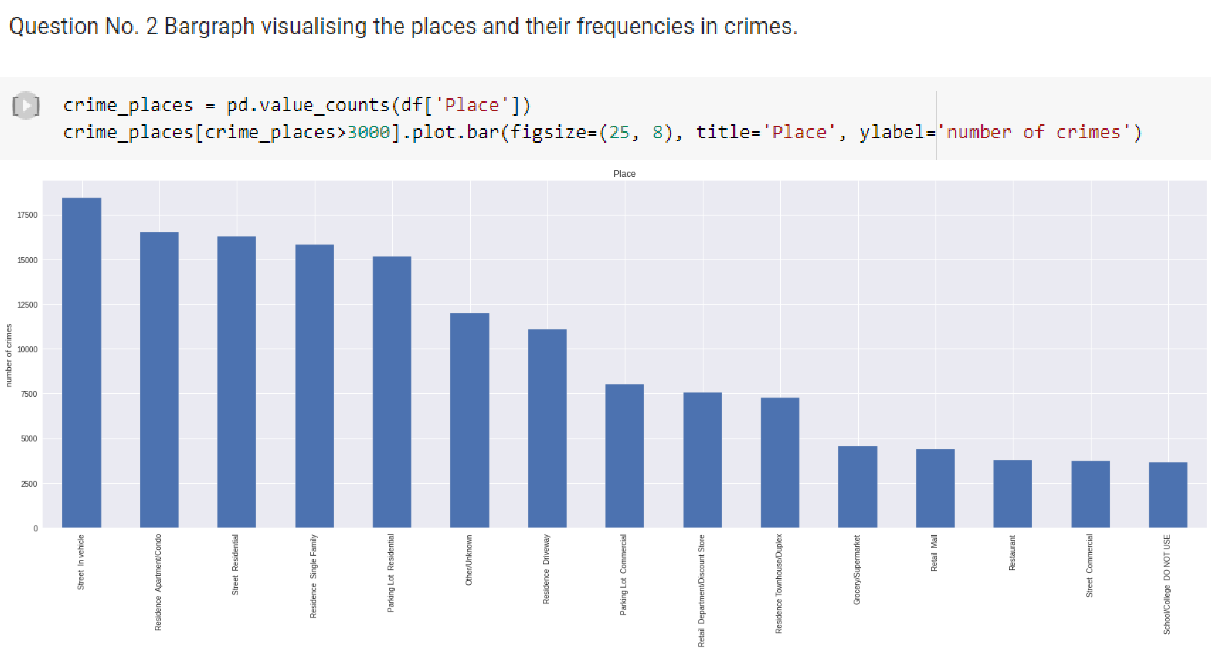 Question No. 2 Bargraph visualising the places and their frequencies in crimes.
crime_places = pd.value_counts(df['Place'])
crime_places[crime_places>3000].plot.bar(figsize=(25, 8), title='Place', ylabel='number of crimes')
Place
number of crimes
17500
15000
12500
10000
7500
5000
2500
0
Street In vehicle
Residence Apartment/Condo
Street Residential
Residence Single Family
Parking Lot Residential
Other/Unknown
Residence Driveway
Parking Lot Commercial
Retail Department/Discount Store
Residence Townhouse/Duplex
Grocery/Supermarket
Retail Mall
Restaurant
Street Commercial
School/College DO NOT USE